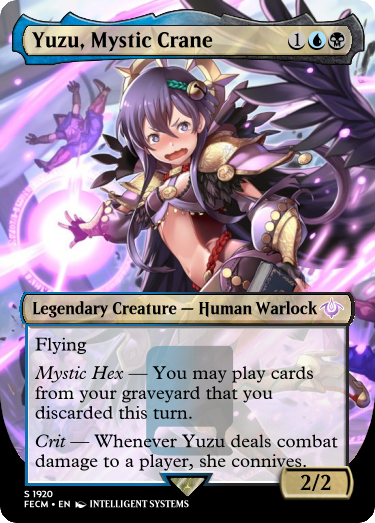 Yuzu, Mystic Crane 1
Legendary Creature — Human Warlock
Flying
Mystic Hex — You may play cards
from your graveyard that you
discarded this turn.
Crit — Whenever Yuzu deals combat
damage to a player, she connives.
2/2
S 1920
FECM • EN INTELLIGENT SYSTEMS